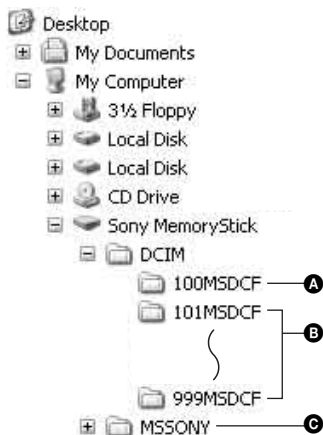 Desktop
My Documents
My Computer
3½ Floppy
Local Disk
Local Disk
CD Drive
Sony MemoryStick
DCIM
100MSDCF A
101MSDCF
B
999MSDCF
MSSONY C